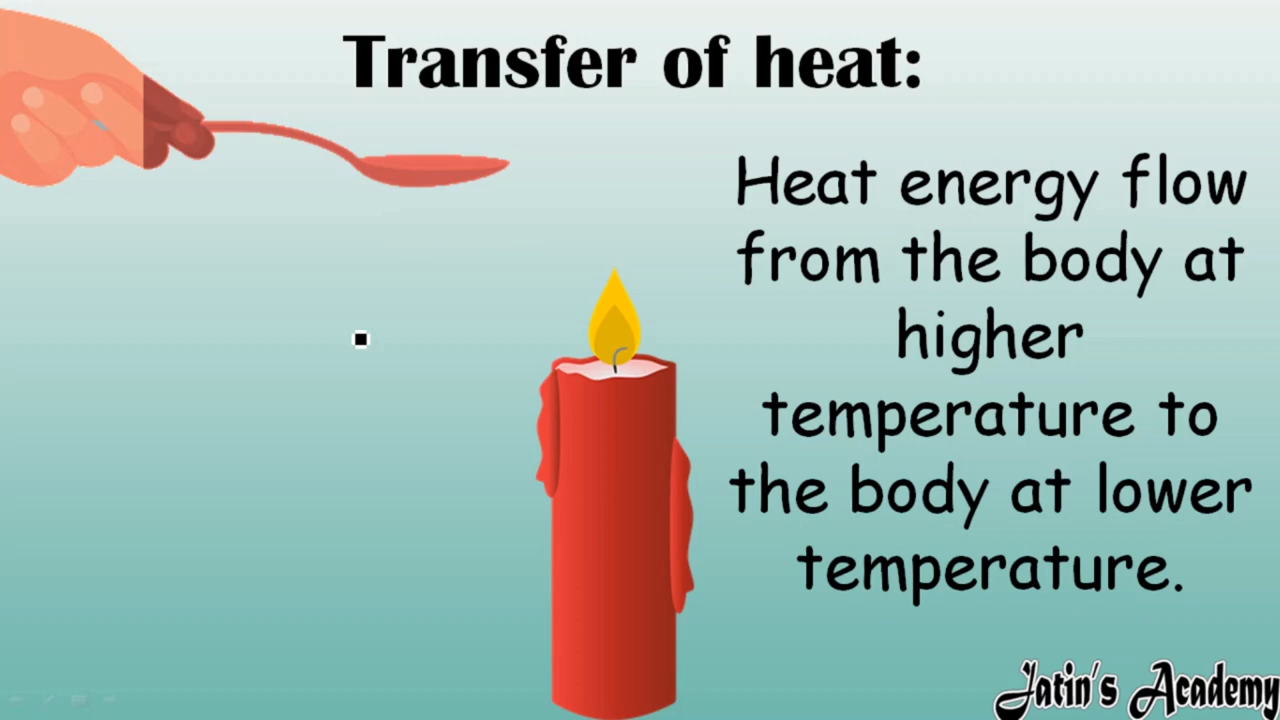 Transfer of heat:
Heat energy flow
from the body at
higher
temperature to
the body at lower
temperature.
Jatin's Academy